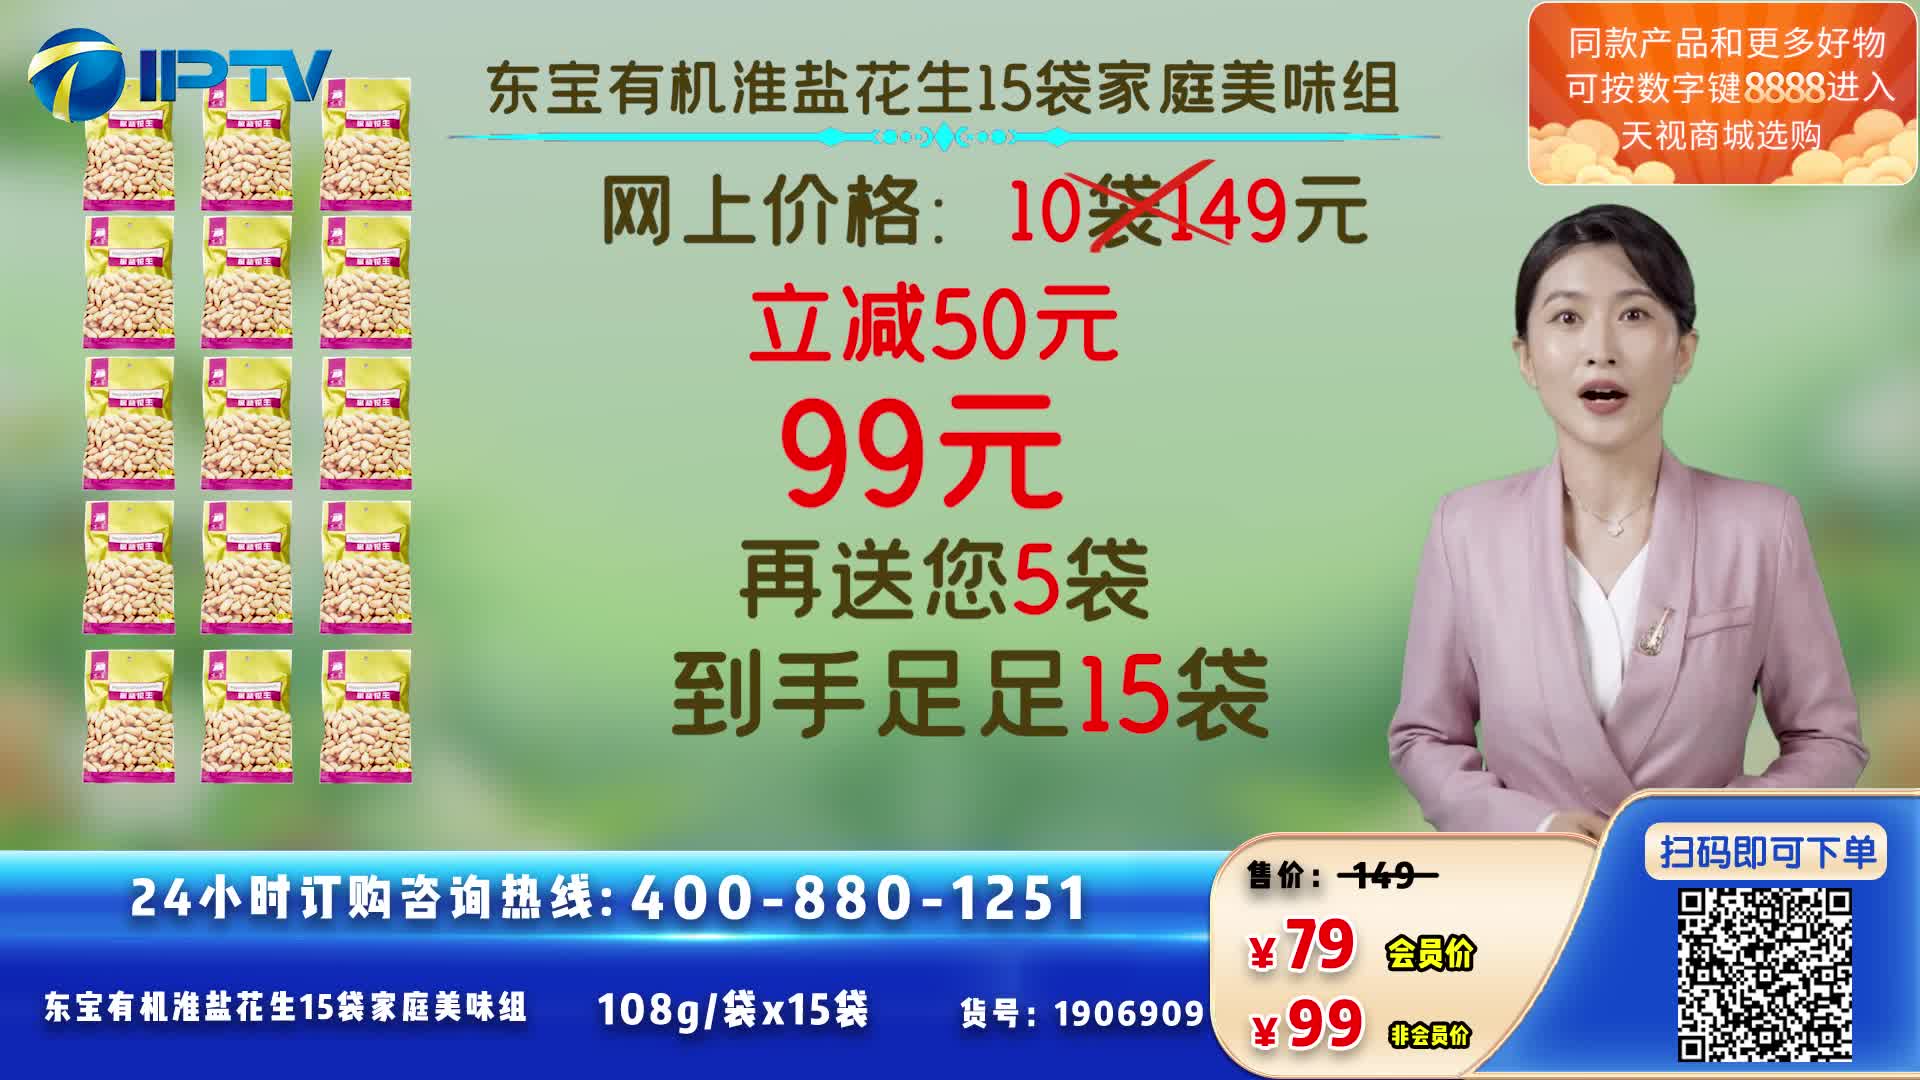 IPTV
东宝有机淮盐花生15袋家庭美味组
同款产品和更多好物
可按数字键8888进入
天视商城选购
网上价格： 10袋149元
立减50元
99元
再送您5袋
到手足足15袋
24小时订购咨询热线：400-880-1251
东宝有机淮盐花生15袋家庭美味组 108g/袋x15袋 货号：1906909
售价：149
¥79 会员价
¥99 非会员价
扫码即可下单